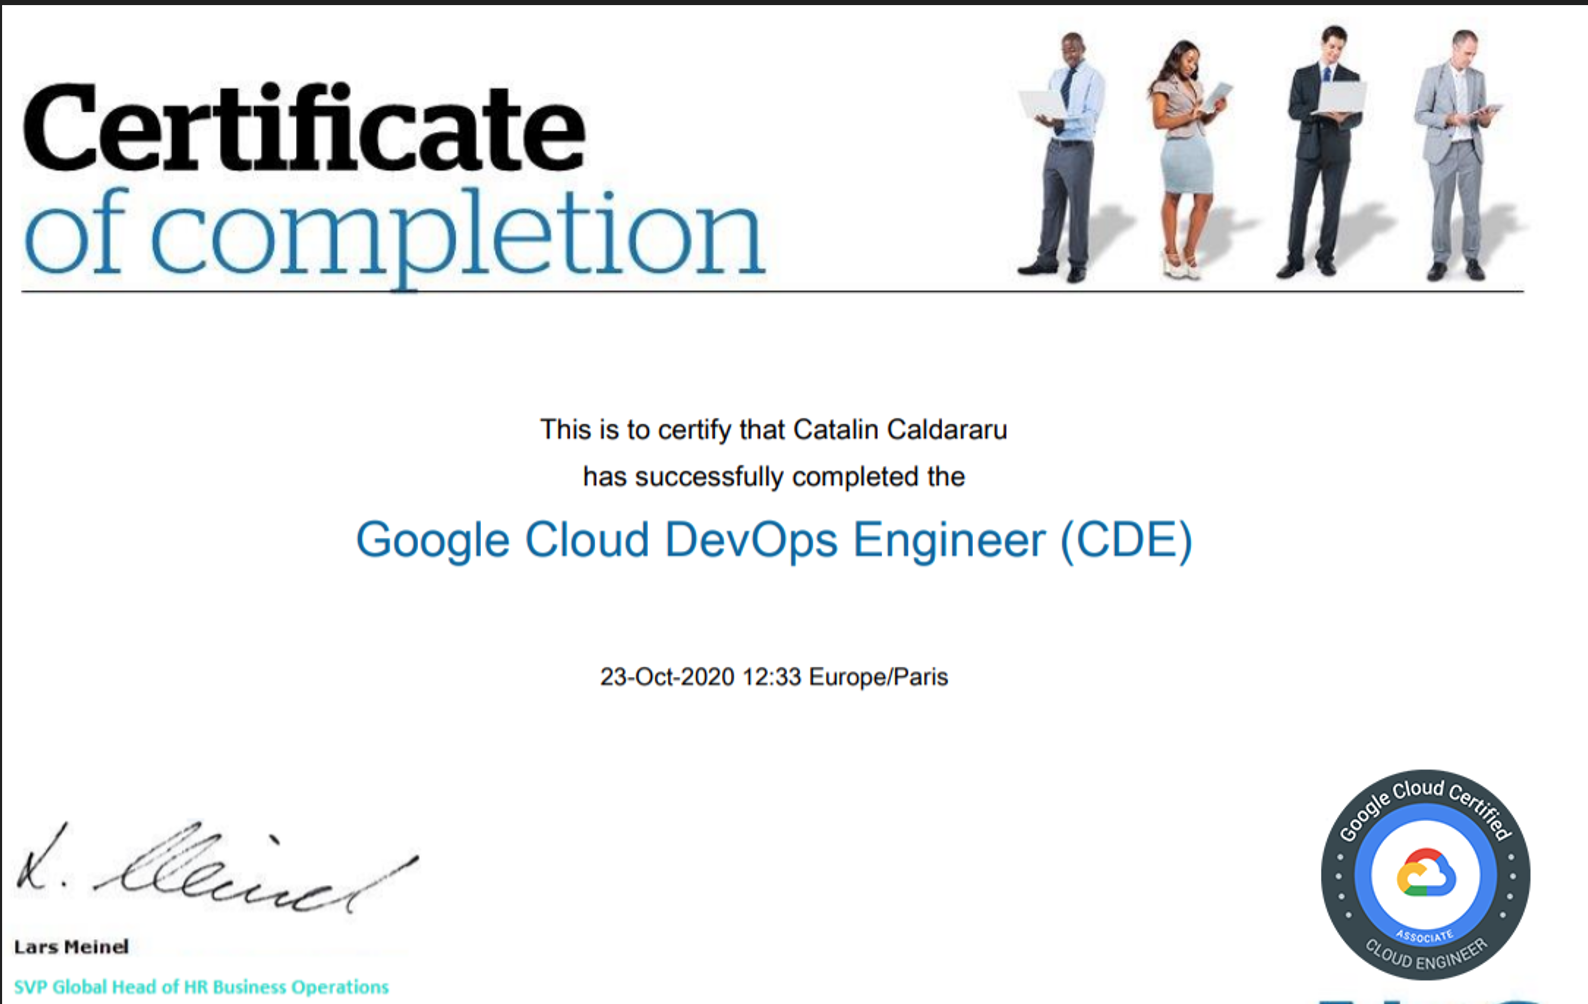 Certificate
of completion
This is to certify that Catalin Caldararu
has successfully completed the
Google Cloud DevOps Engineer (CDE)
23-Oct-2020 12:33 Europe/Paris
L. Meinel
Lars Meinel
SVP Global Head of HR Business Operations
Google Cloud Certified
ASSOCIATE
CLOUD ENGINEER